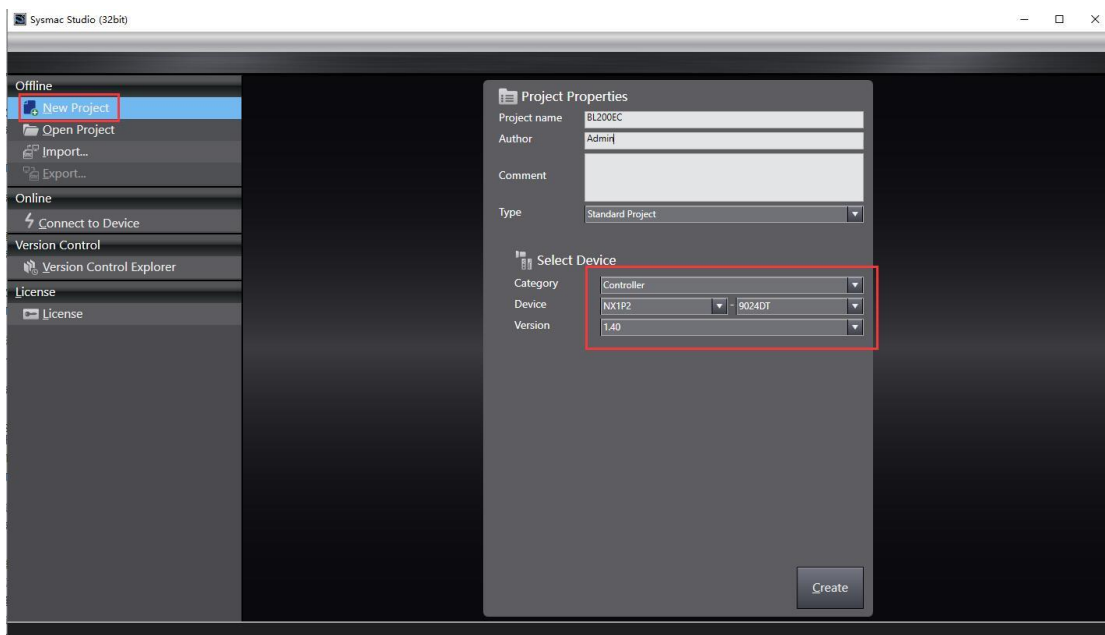 Sysmac Studio (32bit)
Offline
New Project
Open Project
Import...
Export...
Online
Connect to Device
Version Control
Version Control Explorer
License
License
Project Properties
Project name BL200EC
Author Admin
Comment
Type Standard Project
Select Device
Category Controller
Device NX1P2 - 9024DT
Version 1.40
Create